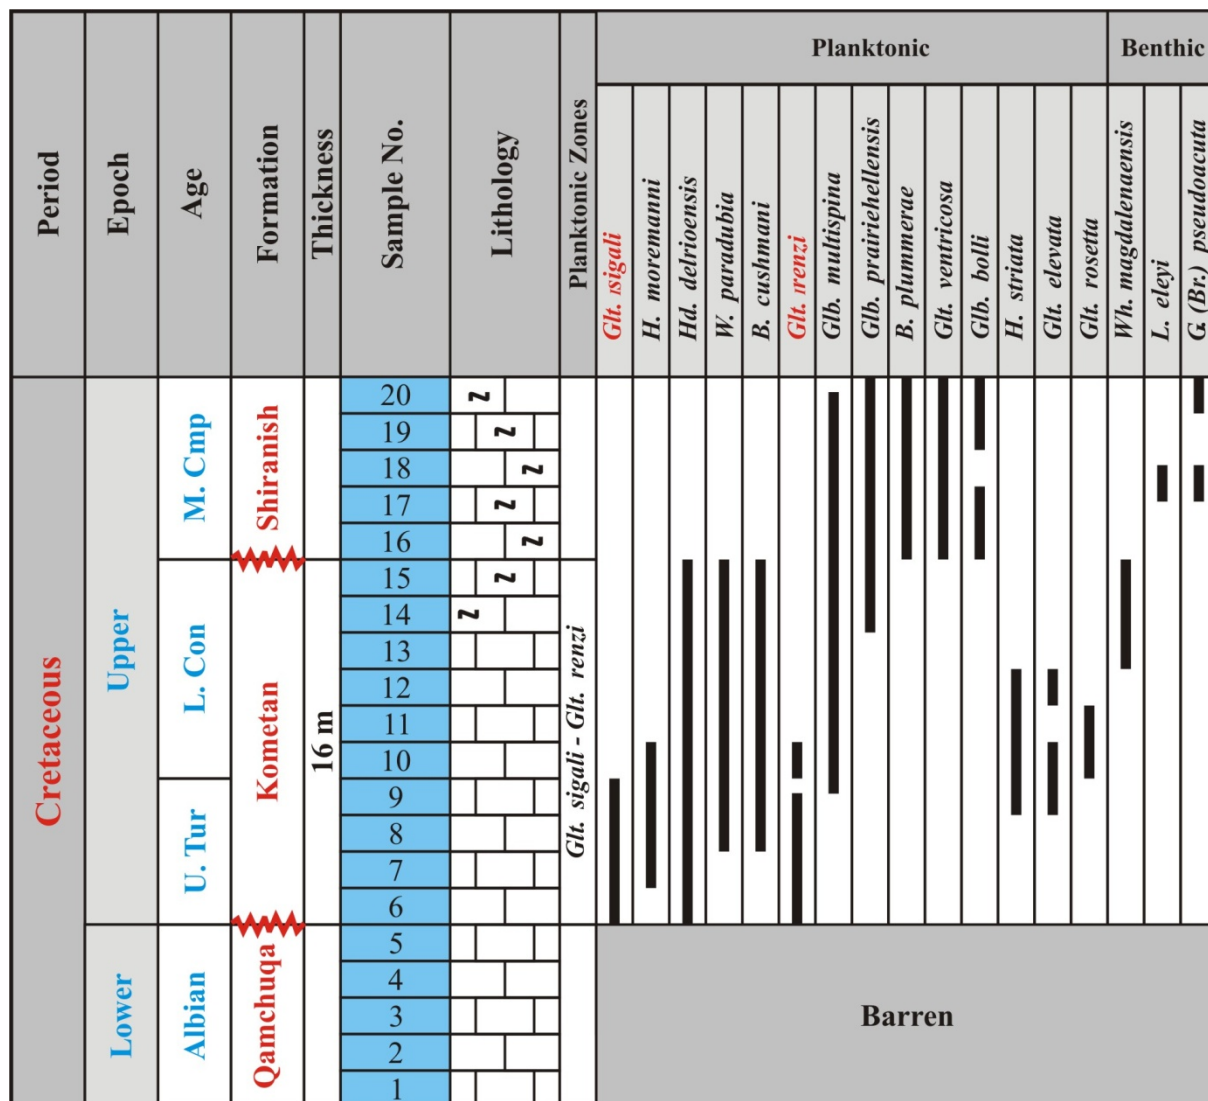 Planktonic
Benthic
Period
Epoch
Age
Formation
Thickness
Sample No.
Lithology
Planktonic Zones
Glt. ısigali
H. moremanni
Hd. delrioensis
W. paradubia
B. cushmani
Glt. ırenzi
Glb. multispina
Glb. prairiehellensis
B. plummerae
Glt. ventricosa
Glb. bolli
H. striata
Glt. elevata
Glt. rosetta
Wh. magdalenaensis
L. eleyi
G. (Br.) pseudoacuta
Cretaceous
Upper
Lower
M. Cmp
L. Con
U. Tur
Albian
Shiranish
Kometan
Qamchuqa
16 m
20
19
18
17
16
15
14
13
12
11
10
9
8
7
6
5
4
3
2
1
Glt. sigali - Glt. renzi
Barren